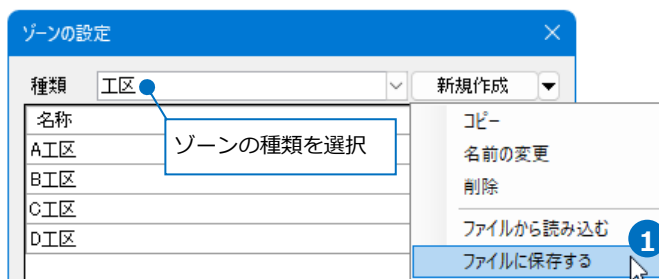 ゾーンの設定
種類 工区 新規作成
名称
ゾーンの種類を選択
A工区
B工区
C工区
D工区
コピー
名前の変更
削除
ファイルから読み込む
1
ファイルに保存する